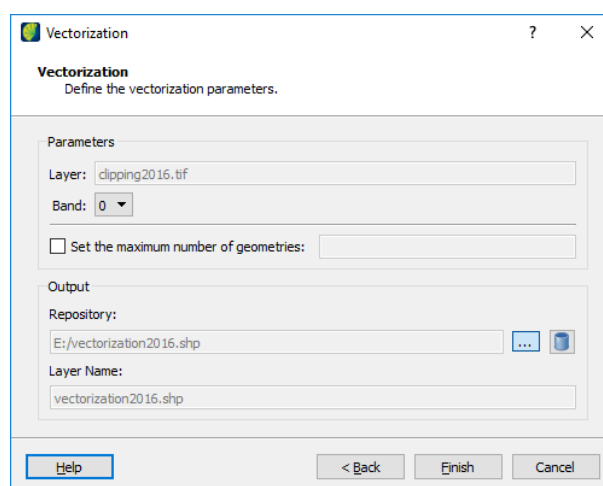 Vectorization
?
Vectorization
Define the vectorization parameters.
Parameters
Layer: clipping2016.tif
Band: 0
Set the maximum number of geometries:
Output
Repository:
E:/vectorization2016.shp ...
Layer Name:
vectorization2016.shp
Help < Back Finish Cancel